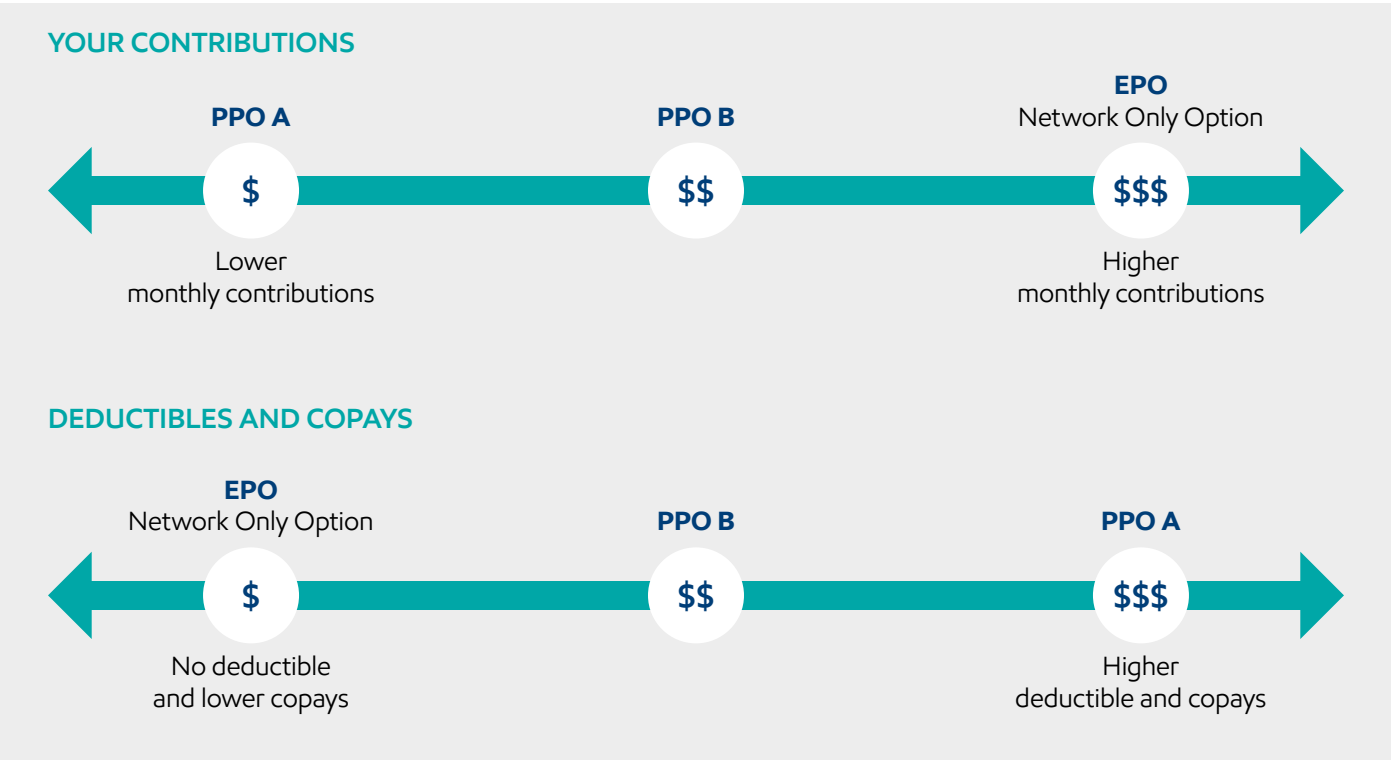 YOUR CONTRIBUTIONS
PPO A
PPO B
EPO
Network Only Option
$
$$
$$$
Lower
monthly contributions
Higher
monthly contributions
DEDUCTIBLES AND COPAYS
EPO
Network Only Option
PPO B
PPO A
$
$$
$$$
No deductible
and lower copays
Higher
deductible and copays